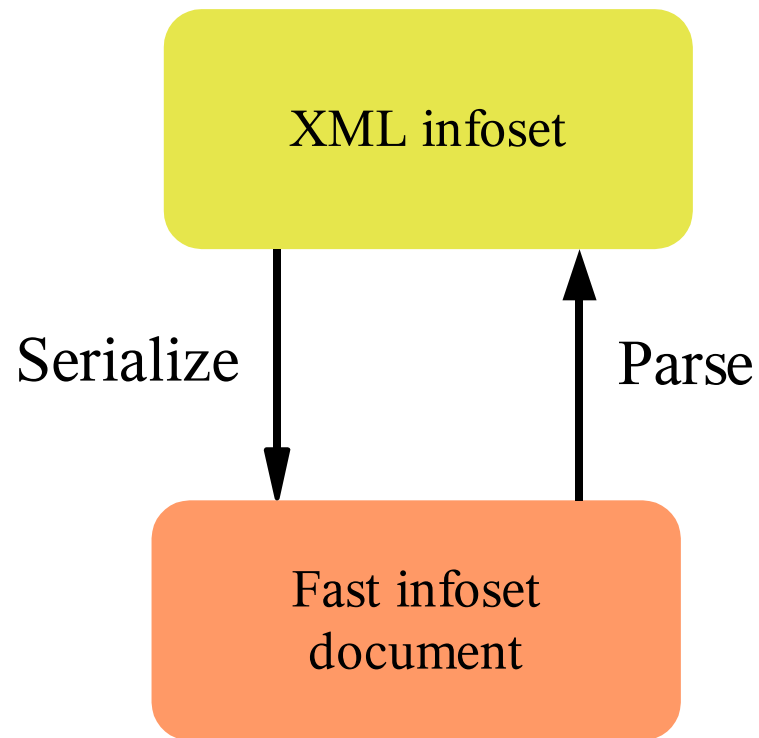 XML infoset
Serialize
Parse
Fast infoset
document